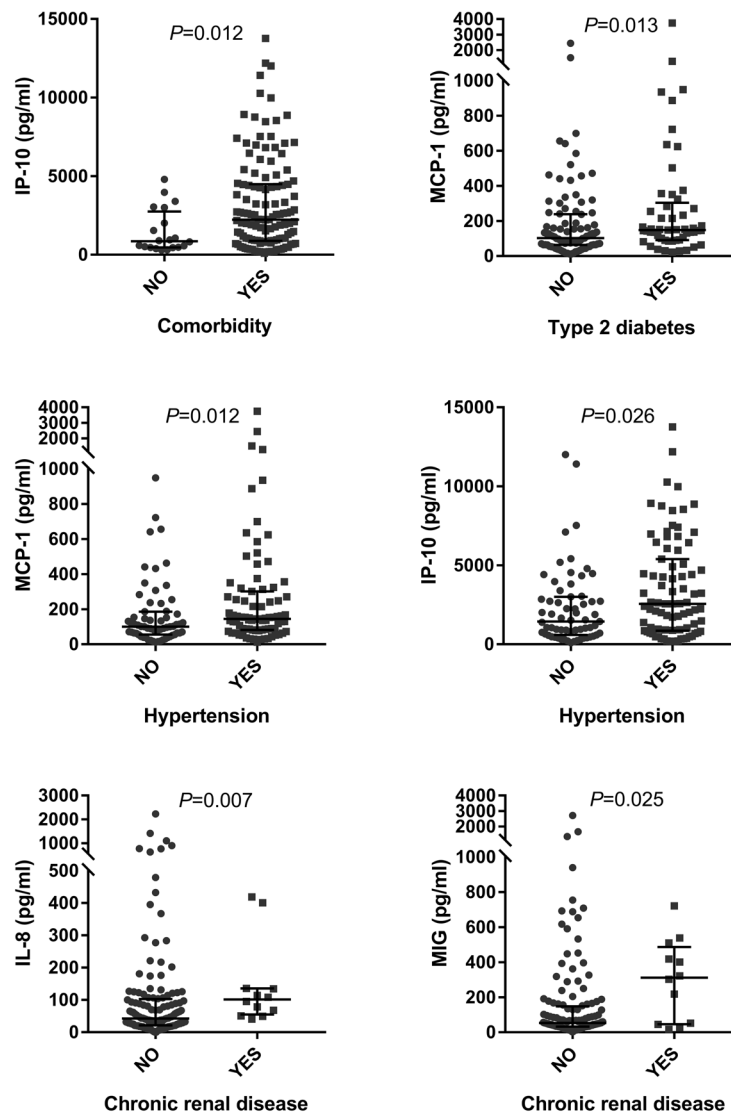 P=0.012
IP-10 (pg/ml)
15000
10000
5000
0
NO
YES
Comorbidity
P=0.013
MCP-1 (pg/ml)
4000
3000
2000
1000
800
600
400
200
0
NO
YES
Type 2 diabetes
P=0.012
MCP-1 (pg/ml)
4000
3000
2000
1000
800
600
400
200
0
NO
YES
Hypertension
P=0.026
IP-10 (pg/ml)
15000
10000
5000
0
NO
YES
Hypertension
P=0.007
IL-8 (pg/ml)
3000
2000
1000
500
400
300
200
100
0
NO
YES
Chronic renal disease
P=0.025
MIG (pg/ml)
4000
3000
2000
1000
800
600
400
200
0
NO
YES
Chronic renal disease